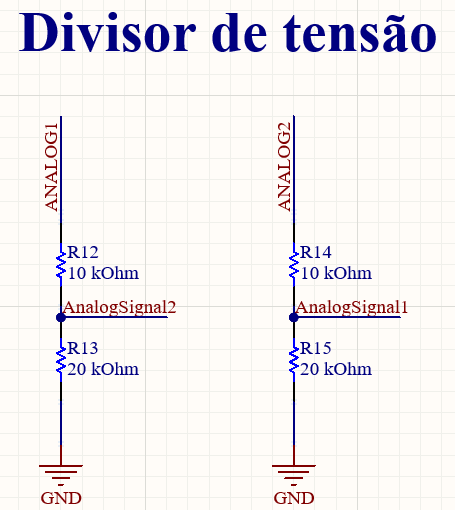 Divisor de tensão
ANALOG1
ANALOG2
R12
10 kOhm
R14
10 kOhm
AnalogSignal2
AnalogSignal1
R13
20 kOhm
R15
20 kOhm
GND
GND